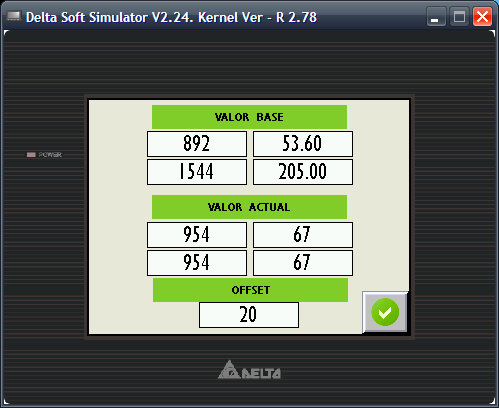 Delta Soft Simulator V2.24. Kernel Ver - R 2.78
VALOR BASE
892 53.60
1544 205.00
POWER
VALOR ACTUAL
954 67
954 67
OFFSET
20
DELTA